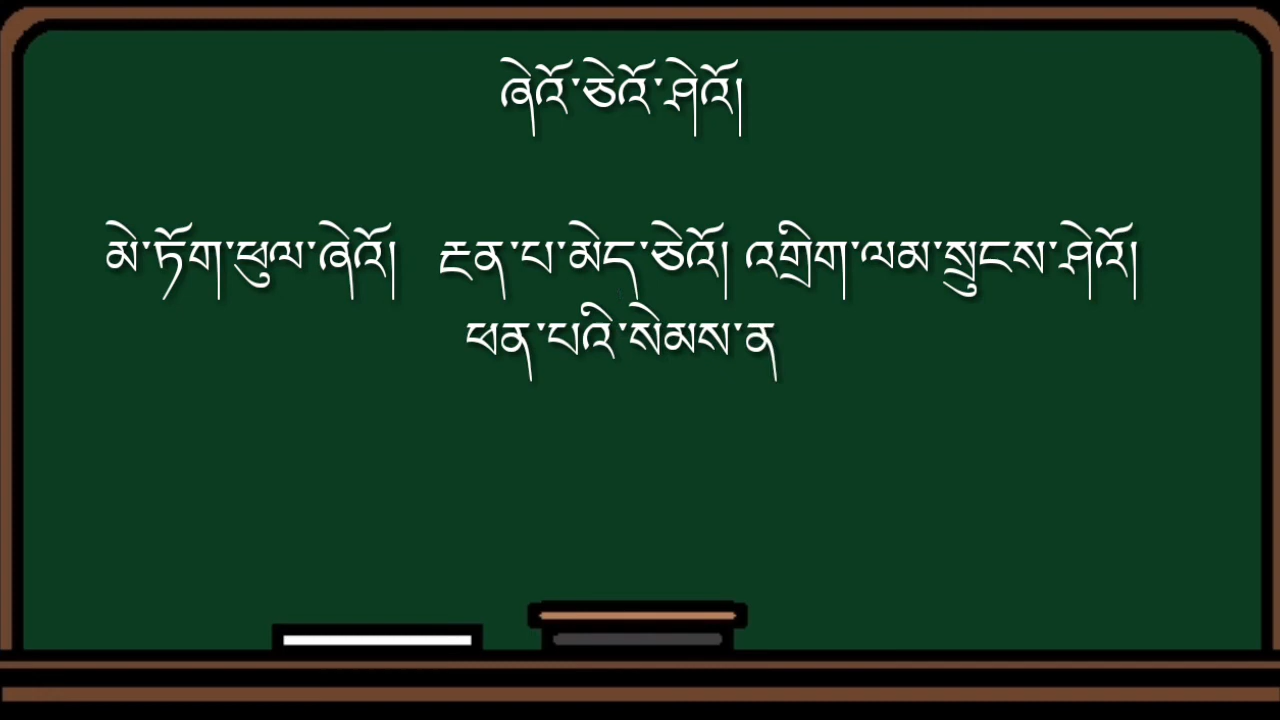 ཞེའོ་ཅེའོ་ཤེའོ།
མེ་ཏོག་ཕུལ་ཞེའོ། རྡན་པ་མེད་ཅེའོ། འགྲིག་ལམ་སྲུངས་ཤེའོ།
ཕན་པའི་སེམས་ན